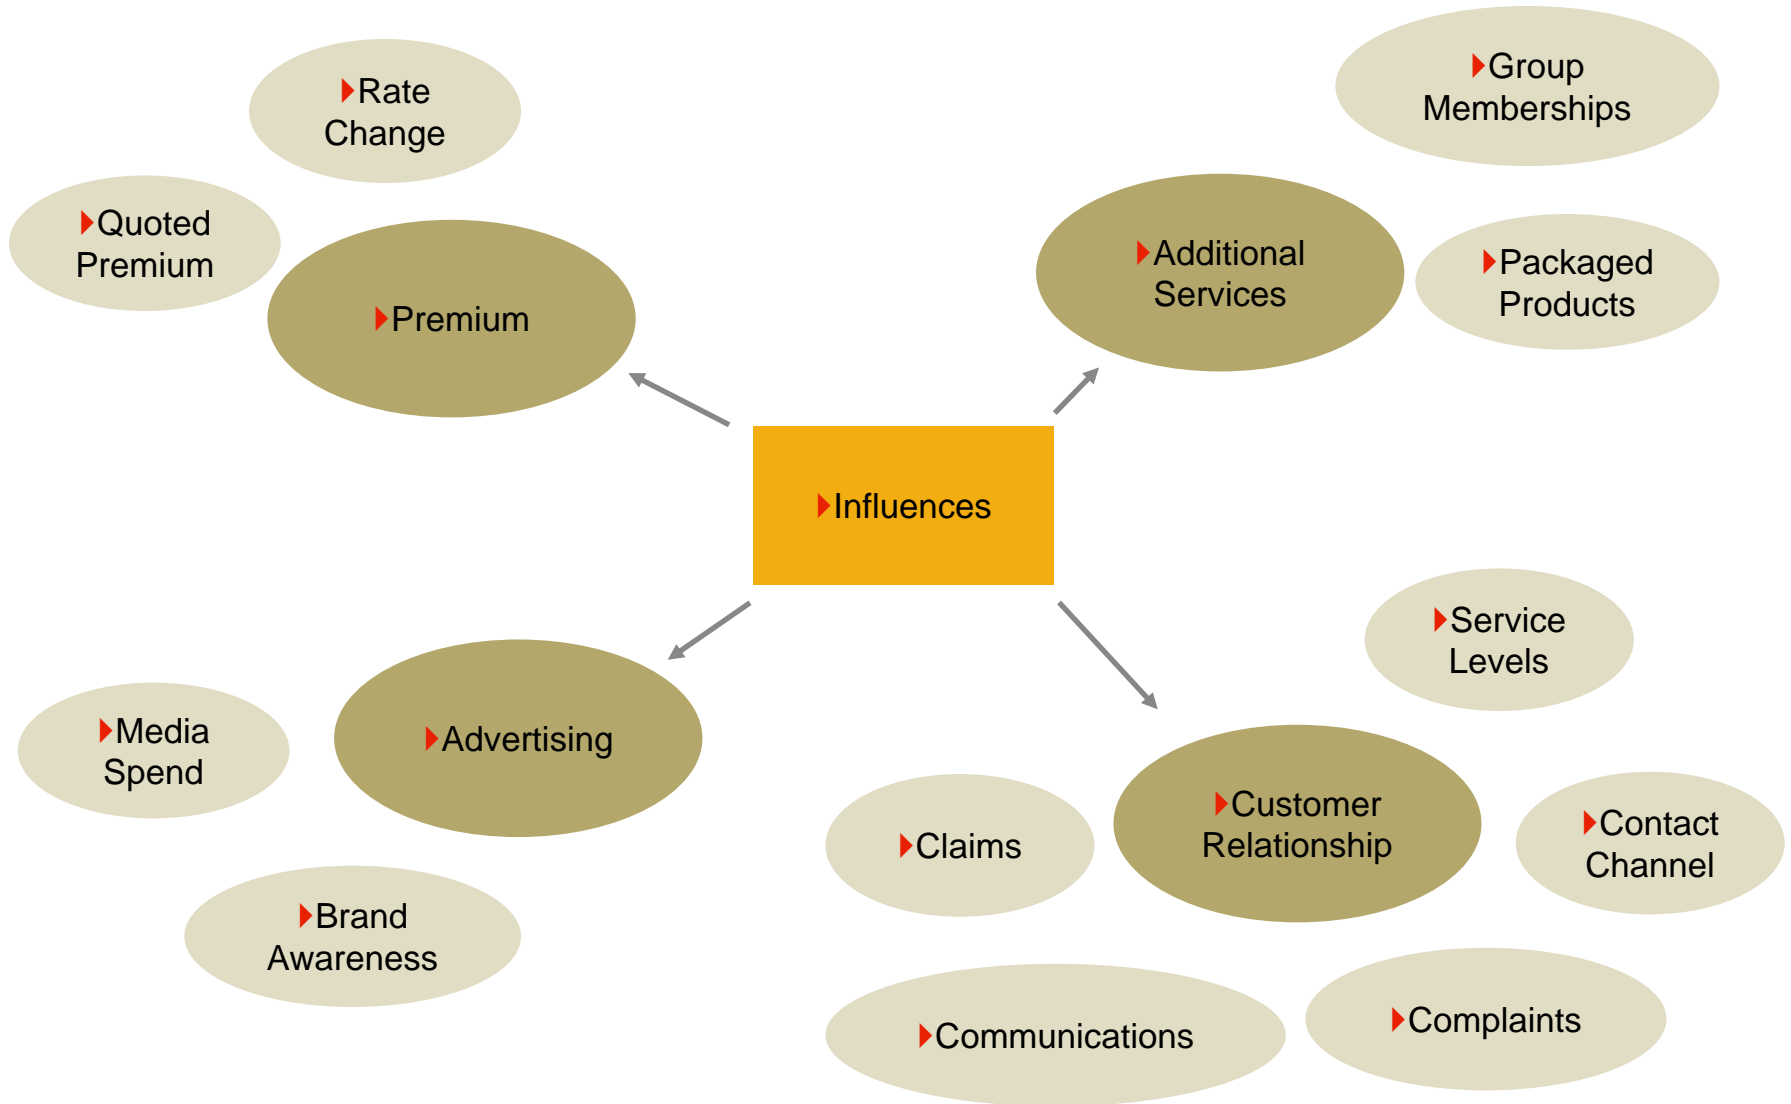 Rate
Change
Quoted
Premium
Premium
Group
Memberships
Additional
Services
Packaged
Products
Influences
Media
Spend
Advertising
Brand
Awareness
Service
Levels
Customer
Relationship
Claims
Contact
Channel
Communications
Complaints